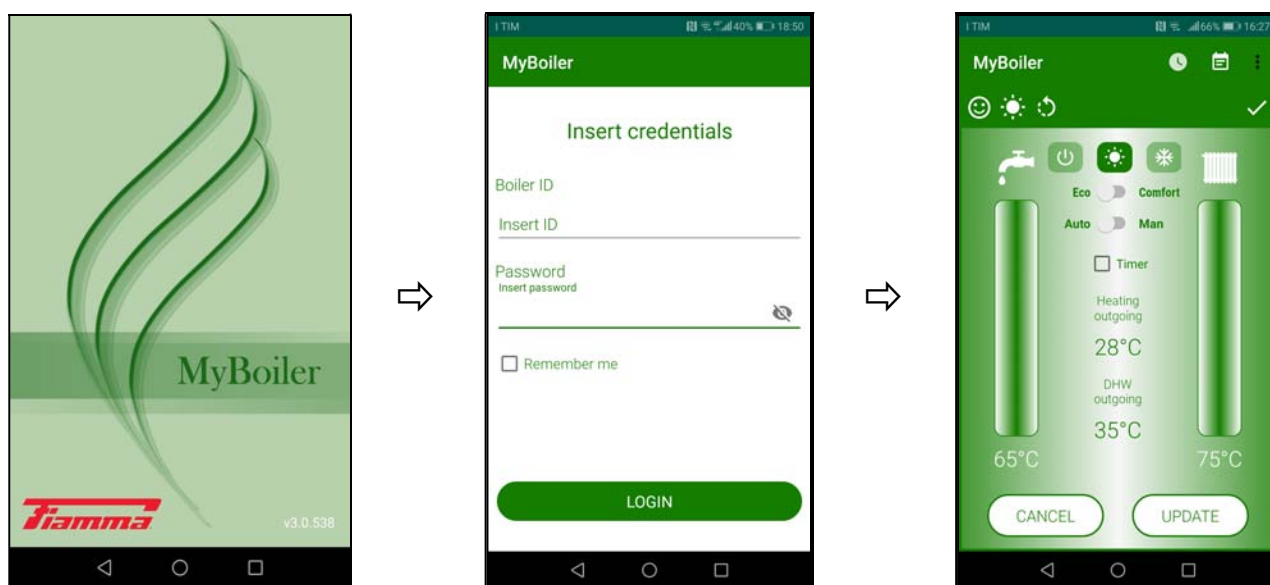 MyBoiler
Fiamma
v3.0.538
I TIM 40% 18:50
MyBoiler
Insert credentials
Boiler ID
Insert ID
Password
Insert password
Remember me
LOGIN
I TIM 66% 16:27
MyBoiler
Eco Comfort
Auto Man
Timer
Heating
outgoing
28°C
DHW
outgoing
35°C
65°C 75°C
CANCEL UPDATE